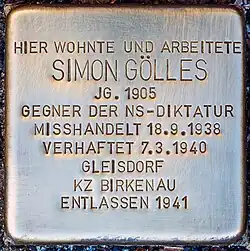 HIER WOHNTE UND ARBEITETE
SIMON GÖLLES
JG. 1905
GEGNER DER NS-DIKTATUR
MISSHANDELT 18.9.1938
VERHAFTET 7.3.1940
GLEISDORF
KZ BIRKENAU
ENTLASSEN 1941